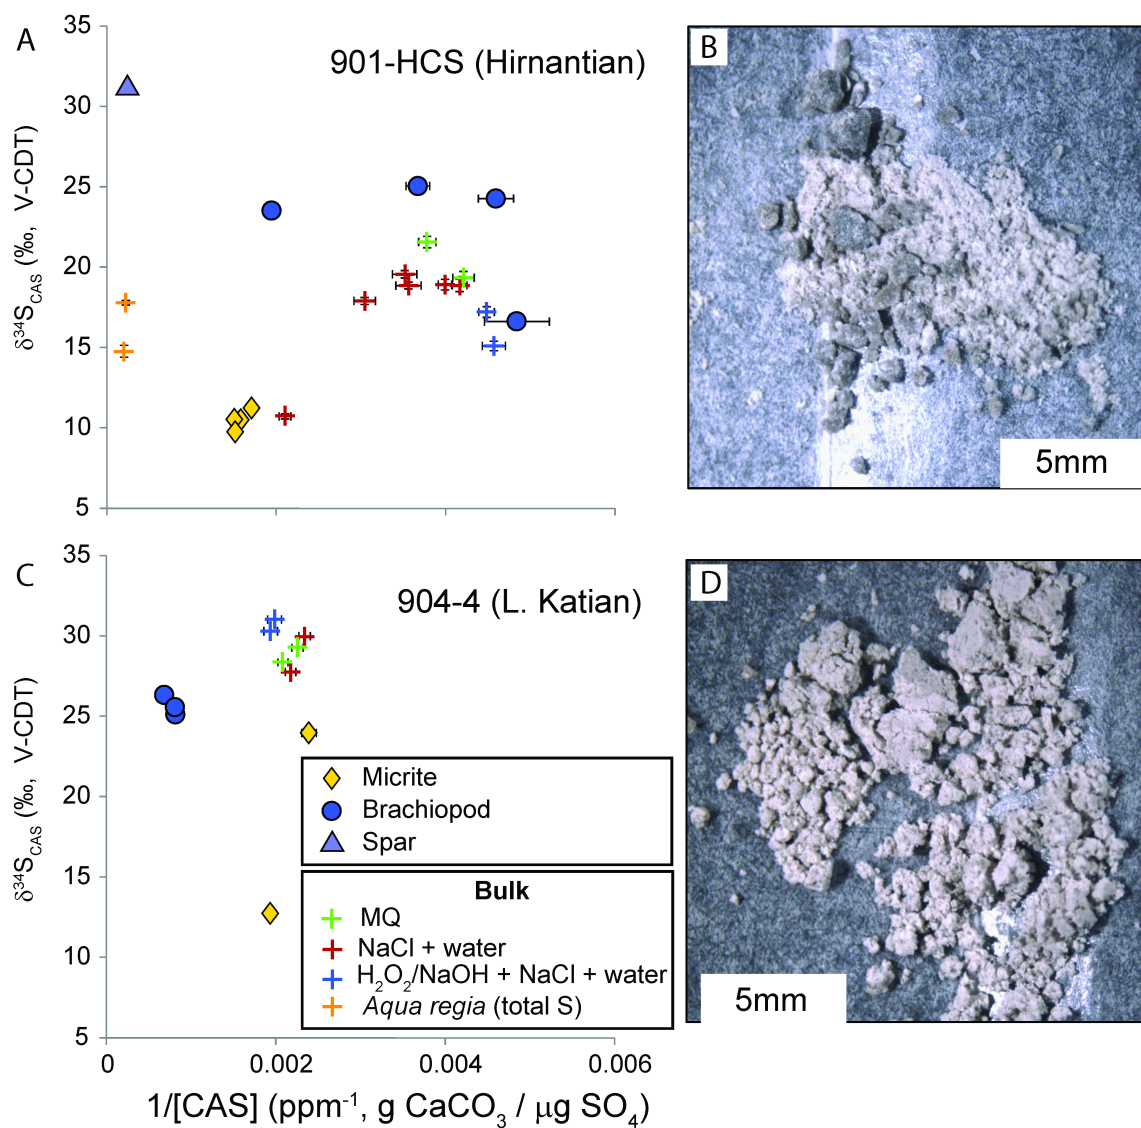 A
901-HCS (Hirnantian)
35
30
25
20
15
10
5
δ³⁴S_CAS (‰, V-CDT)
B
5mm
C
904-4 (L. Katian)
35
30
25
20
15
10
5
δ³⁴S_CAS (‰, V-CDT)
Micrite
Brachiopod
Spar
Bulk
MQ
NaCl + water
H₂O₂/NaOH + NaCl + water
Aqua regia (total S)
0 0.002 0.004 0.006
1/[CAS] (ppm⁻¹, g CaCO₃ / μg SO₄)
D
5mm